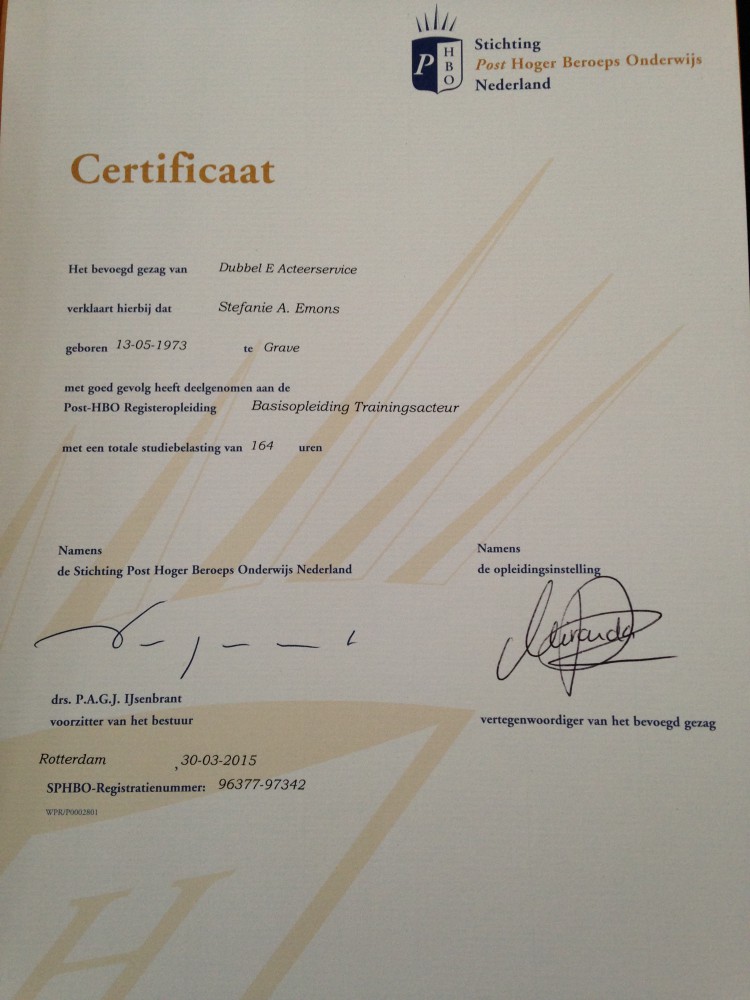 P
H
B
O
Stichting
Post Hoger Beroeps Onderwijs
Nederland
Certificaat
Het bevoegd gezag van Dubbel E Acteerservice
verklaart hierbij dat Stefanie A. Emons
geboren 13-05-1973 te Grave
met goed gevolg heeft deelgenomen aan de
Post-HBO Registeropleiding Basisopleiding Trainingsacteur
met een totale studiebelasting van 164 uren
Namens
de Stichting Post Hoger Beroeps Onderwijs Nederland
Namens
de opleidingsinstelling
drs. P.A.G.J. IJsenbrant
voorzitter van het bestuur
vertegenwoordiger van het bevoegd gezag
Rotterdam , 30-03-2015
SPHBO-Registratienummer: 96377-97342
WPR/P0002801
H